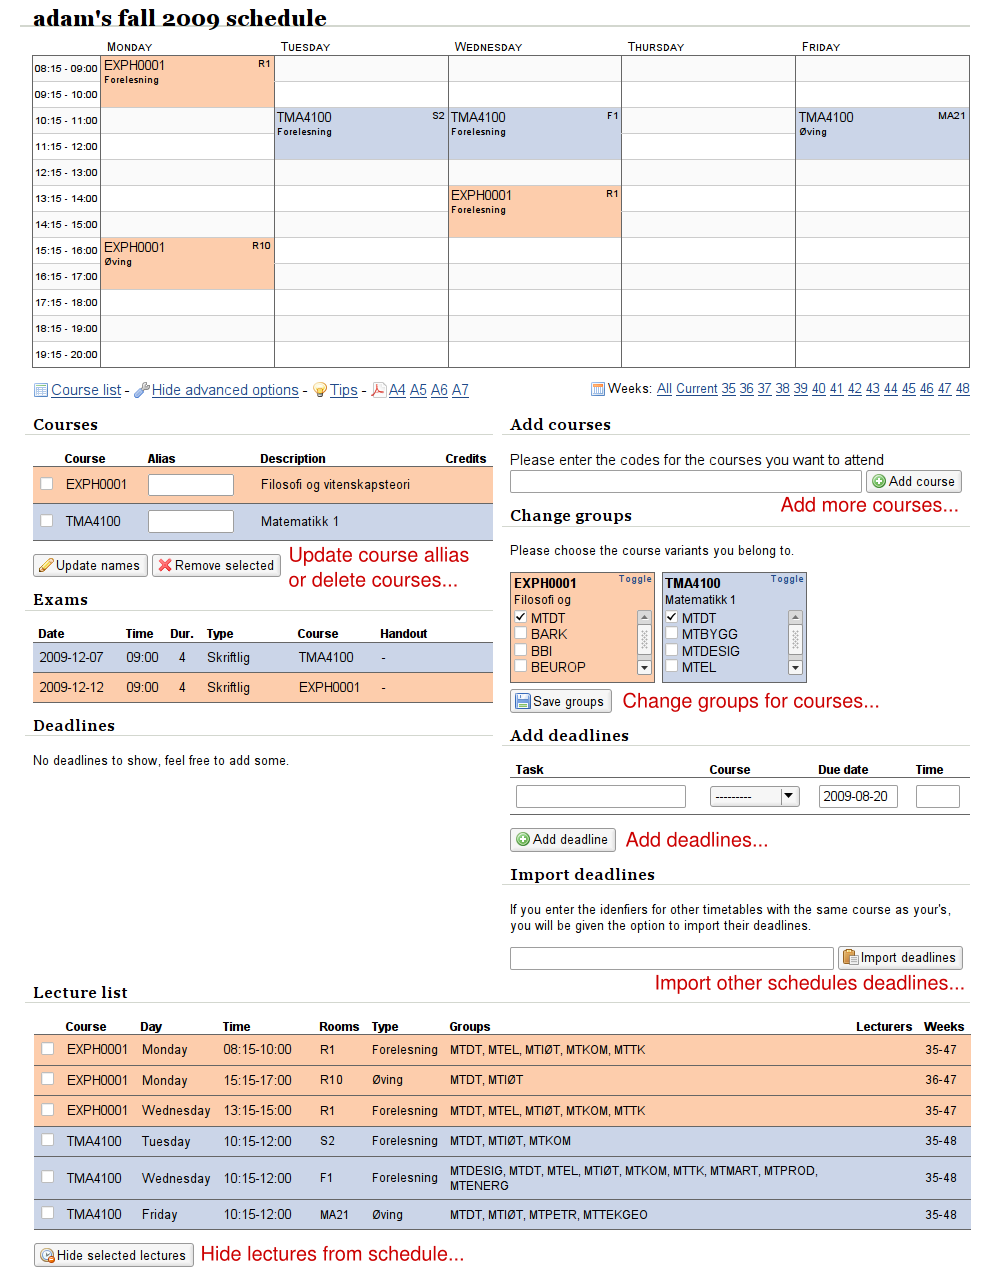 adam's fall 2009 schedule
MONDAY TUESDAY WEDNESDAY THURSDAY FRIDAY
08:15 - 09:00 EXPH0001 R1
Forelesning
09:15 - 10:00
10:15 - 11:00 TMA4100 S2 TMA4100 F1 TMA4100 MA21
Forelesning Forelesning Øving
11:15 - 12:00
12:15 - 13:00
13:15 - 14:00 EXPH0001 R1
Forelesning
14:15 - 15:00
15:15 - 16:00 EXPH0001 R10
Øving
16:15 - 17:00
17:15 - 18:00
18:15 - 19:00
19:15 - 20:00
Course list - Hide advanced options - Tips - A4 A5 A6 A7 Weeks: All Current 35 36 37 38 39 40 41 42 43 44 45 46 47 48
Courses
Course Alias Description Credits
EXPH0001 Filosofi og vitenskapsteori
TMA4100 Matematikk 1
Update names Remove selected
Update course allias
or delete courses...
Exams
Date Time Dur. Type Course Handout
2009-12-07 09:00 4 Skriftlig TMA4100 -
2009-12-12 09:00 4 Skriftlig EXPH0001 -
Deadlines
No deadlines to show, feel free to add some.
Add courses
Please enter the codes for the courses you want to attend
Add course
Add more courses...
Change groups
Please choose the course variants you belong to.
EXPH0001 Toggle TMA4100 Toggle
Filosofi og Matematikk 1
MTDT MTDT
BARK MTBYGG
BBI MTDESIG
BEUROP MTEL
Save groups Change groups for courses...
Add deadlines
Task Course Due date Time
--------- 2009-08-20
Add deadline Add deadlines...
Import deadlines
If you enter the idenfiers for other timetables with the same course as your's,
you will be given the option to import their deadlines.
Import deadlines
Import other schedules deadlines...
Lecture list
Course Day Time Rooms Type Groups Lecturers Weeks
EXPH0001 Monday 08:15-10:00 R1 Forelesning MTDT, MTEL, MTIØT, MTKOM, MTTK 35-47
EXPH0001 Monday 15:15-17:00 R10 Øving MTDT, MTIØT 36-47
EXPH0001 Wednesday 13:15-15:00 R1 Forelesning MTDT, MTEL, MTIØT, MTKOM, MTTK 35-47
TMA4100 Tuesday 10:15-12:00 S2 Forelesning MTDT, MTIØT, MTKOM 35-48
TMA4100 Wednesday 10:15-12:00 F1 Forelesning MTDESIG, MTDT, MTEL, MTIØT, MTKOM, MTTK, MTMART, MTPROD, 35-48
MTENERG
TMA4100 Friday 10:15-12:00 MA21 Øving MTDT, MTIØT, MTPETR, MTTEKGEO 35-48
Hide selected lectures Hide lectures from schedule...